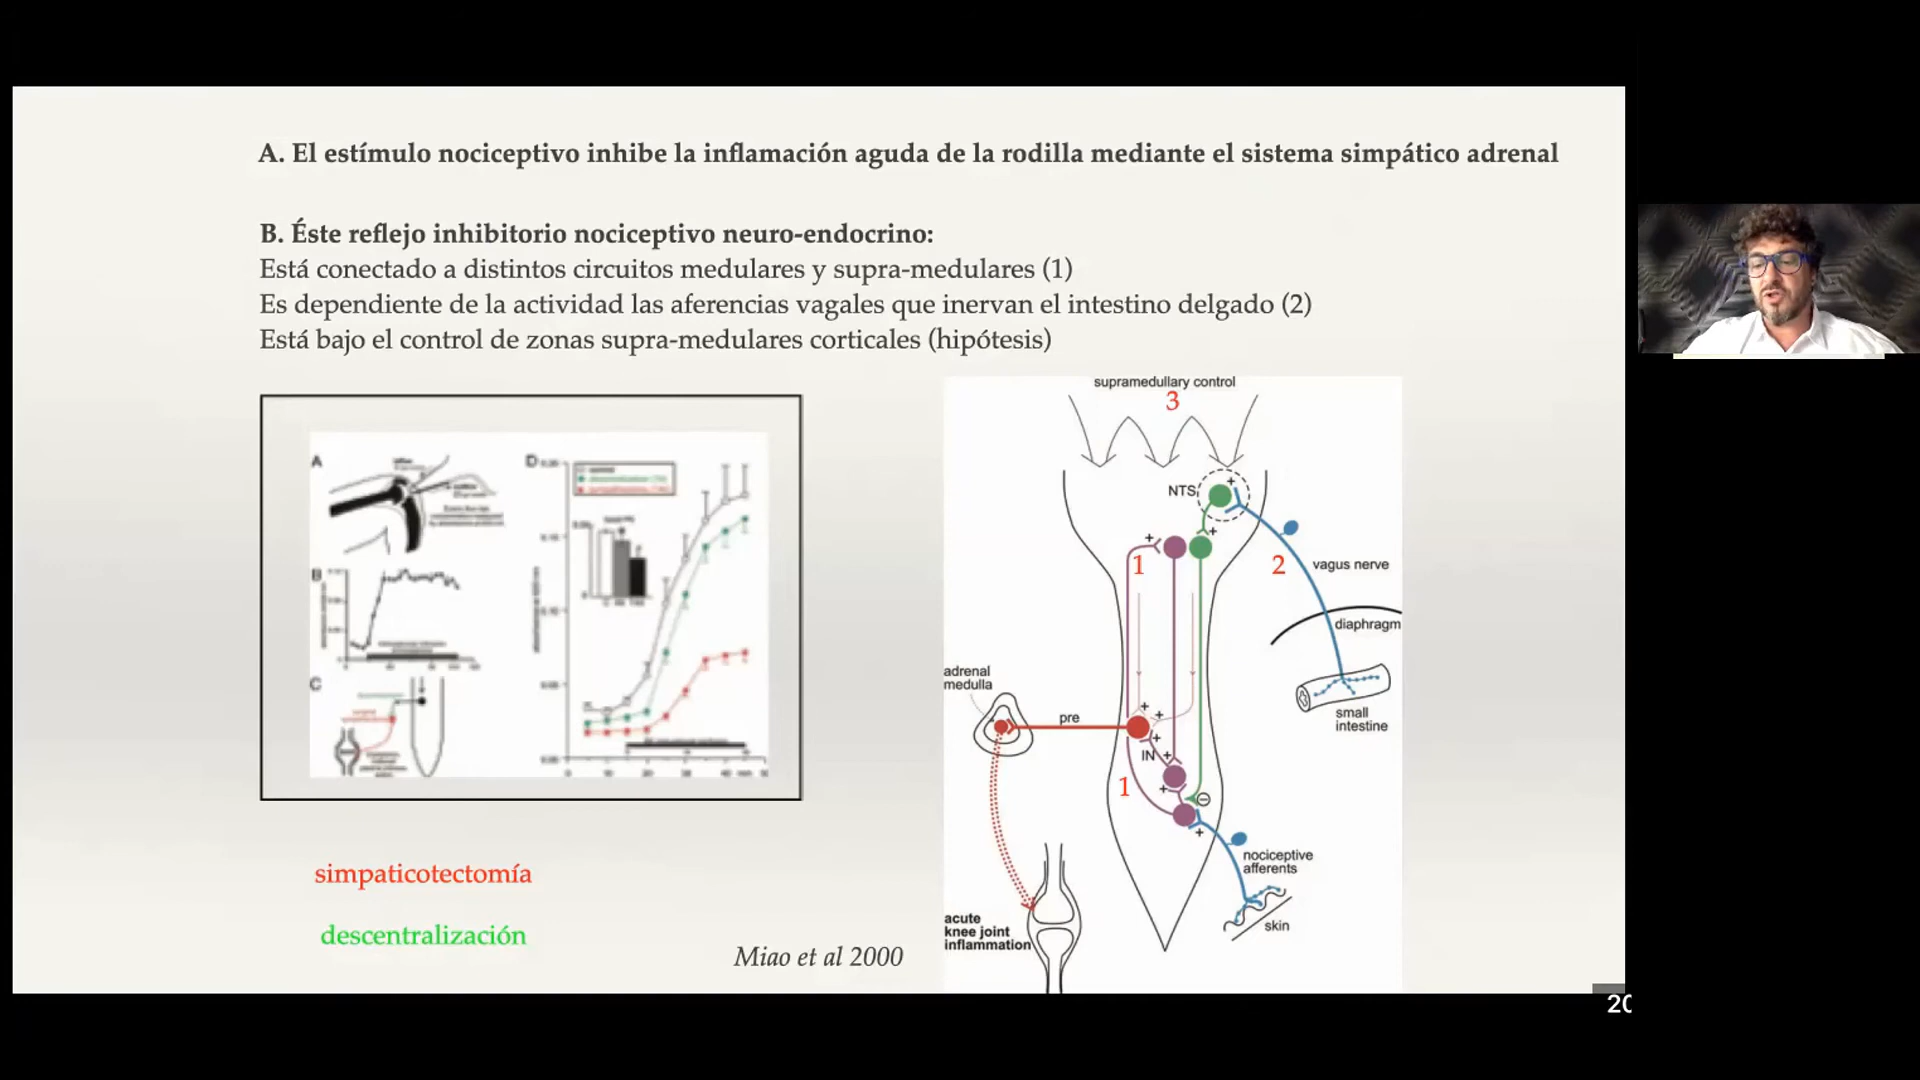 A. El estímulo nociceptivo inhibe la inflamación aguda de la rodilla mediante el sistema simpático adrenal
B. Éste reflejo inhibitorio nociceptivo neuro-endocrino:
Está conectado a distintos circuitos medulares y supra-medulares (1)
Es dependiente de la actividad las aferencias vagales que inervan el intestino delgado (2)
Está bajo el control de zonas supra-medulares corticales (hipótesis)
A
B
C
D
simpaticotectomía
descentralización
Miao et al 2000
supramedullary control
3
NTS
+
+
+
1
2
vagus nerve
diaphragm
small
intestine
adrenal
medulla
pre
+
+
+
IN
+
+
1
+
nociceptive
afferents
skin
acute
knee joint
inflammation
20